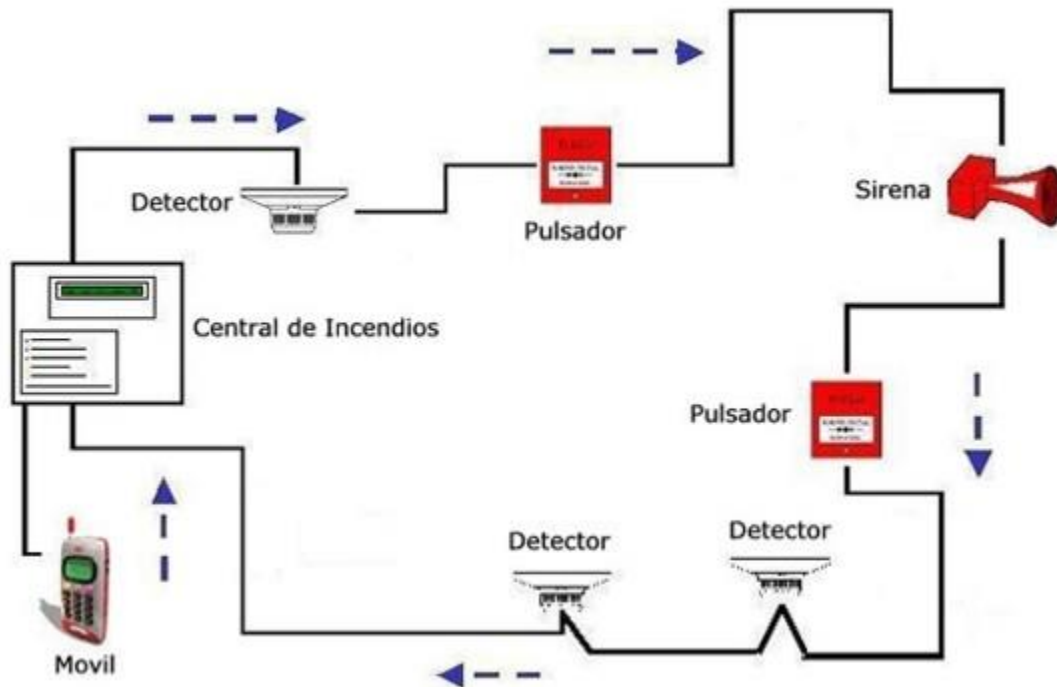 Detector
Pulsador
Sirena
Central de Incendios
Pulsador
Detector
Detector
Movil